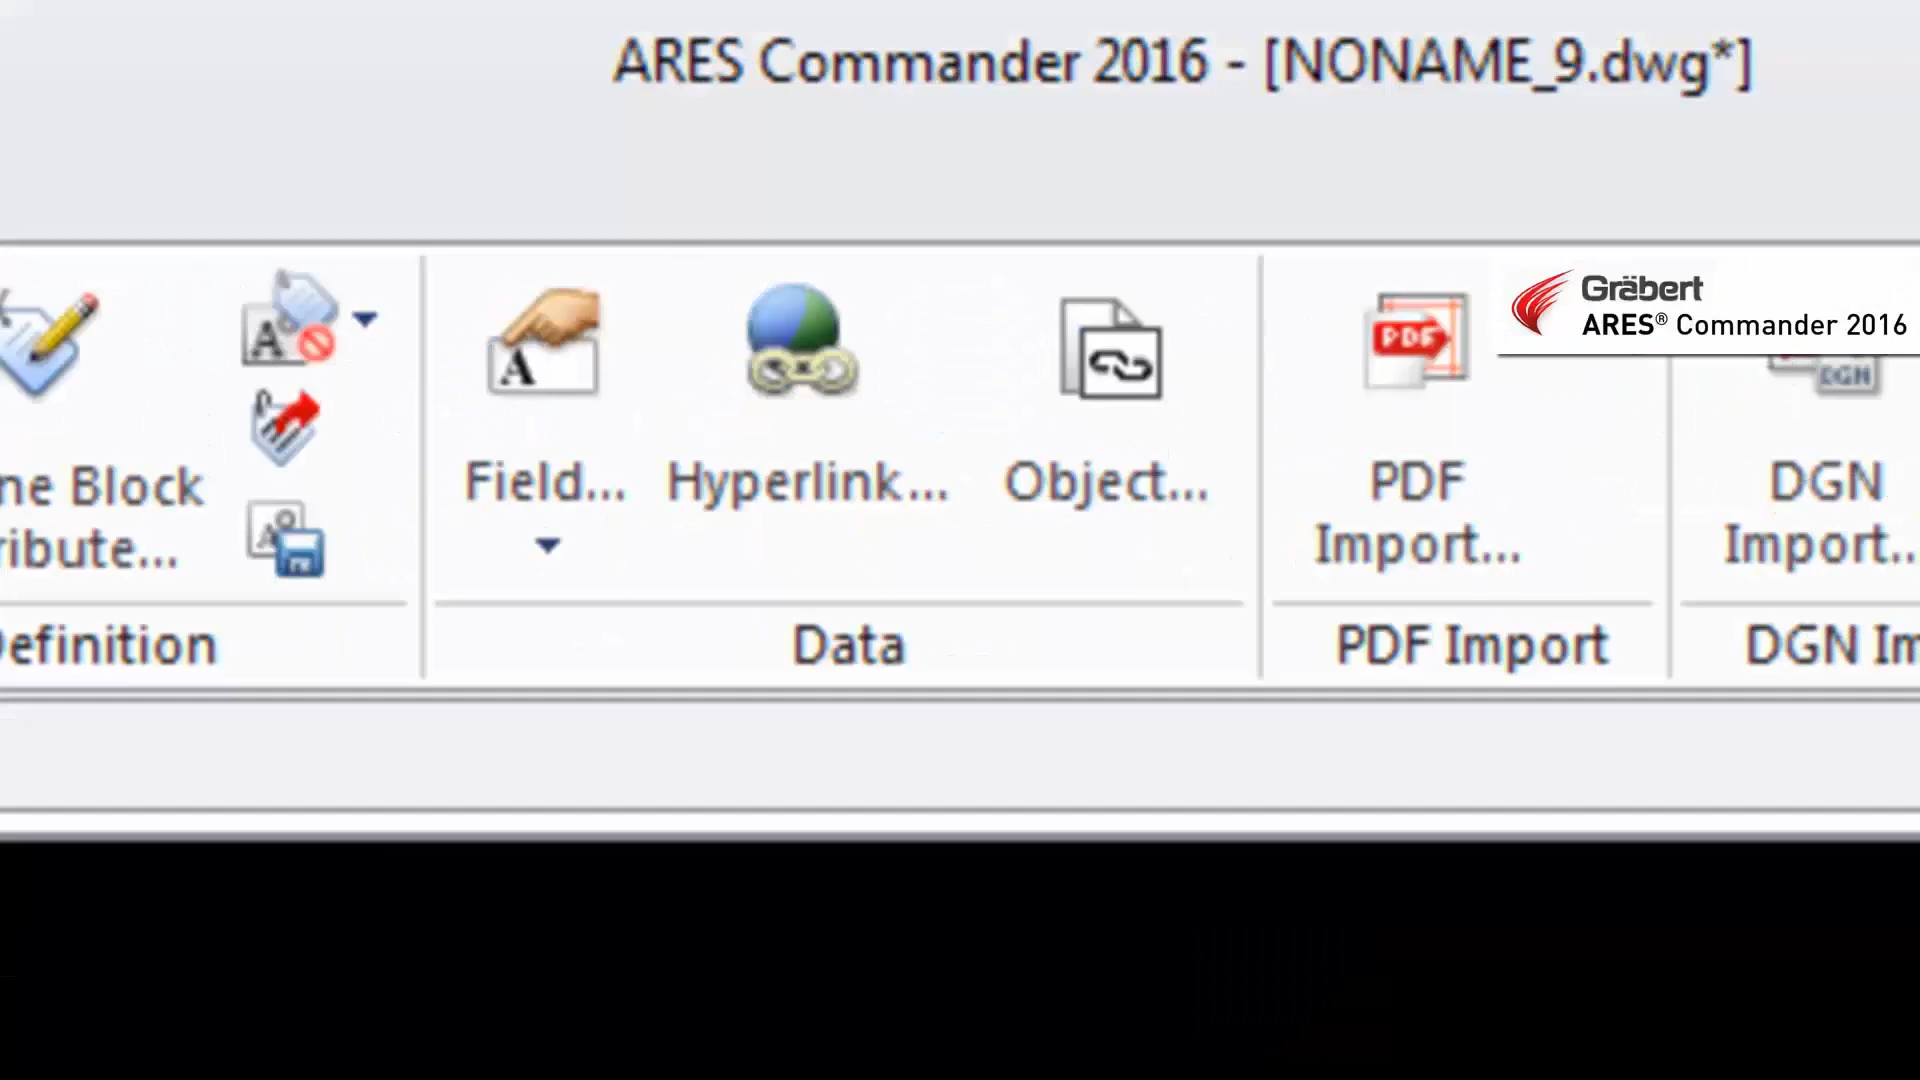 ARES Commander 2016 - [NONAME_9.dwg*]
Gräbert
ARES® Commander 2016
A
A
PDF
DGN
ne Block
ribute...
Field...
Hyperlink...
Object...
PDF
Import...
DGN
Import..
efinition
Data
PDF Import
DGN Im